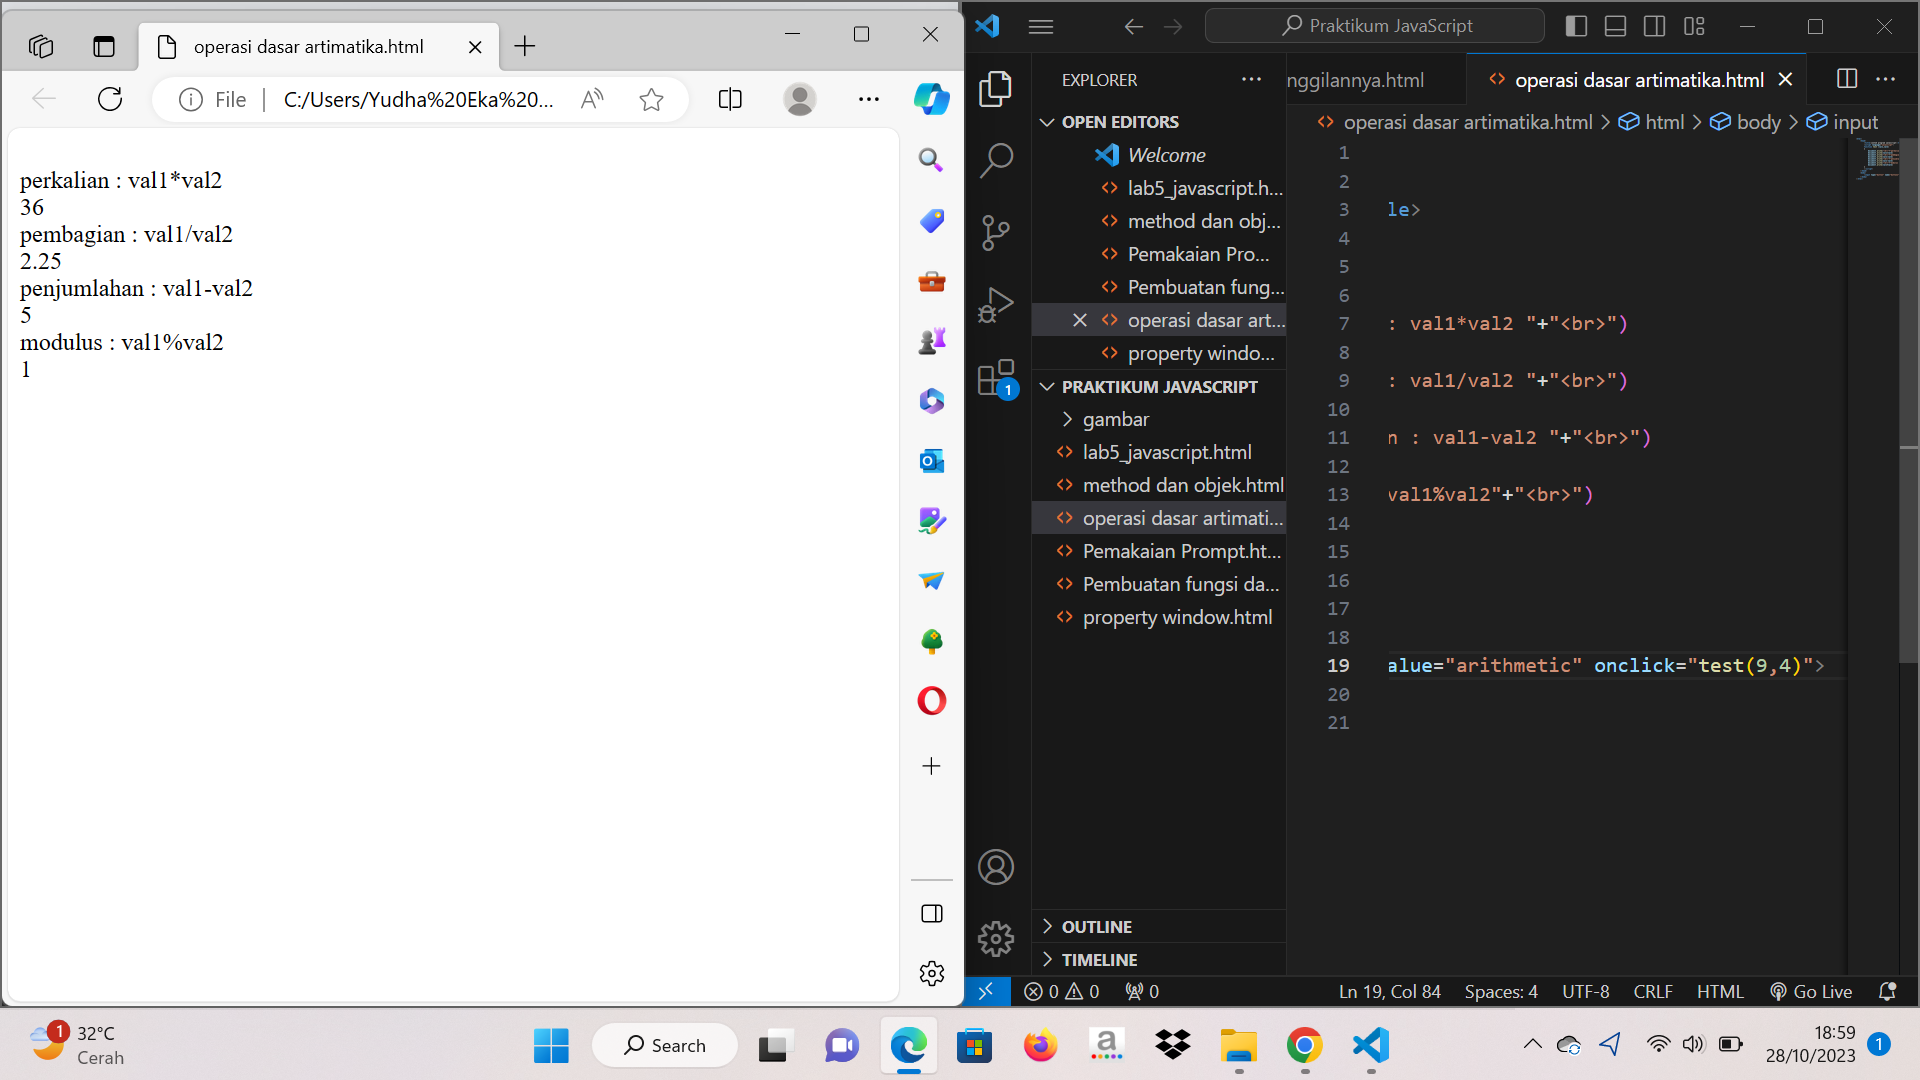 operasi dasar artimatika.html
File
C:/Users/Yudha%20Eka%20...
perkalian : val1*val2
36
pembagian : val1/val2
2.25
penjumlahan : val1-val2
5
modulus : val1%val2
1
Praktikum JavaScript
EXPLORER
OPEN EDITORS
Welcome
lab5_javascript.h...
method dan obj...
Pemakaian Pro...
Pembuatan fung...
operasi dasar art...
property windo...
PRAKTIKUM JAVASCRIPT
gambar
lab5_javascript.html
method dan objek.html
operasi dasar artimati...
Pemakaian Prompt.ht...
Pembuatan fungsi da...
property window.html
OUTLINE
TIMELINE
1
nggilannya.html
operasi dasar artimatika.html
operasi dasar artimatika.html > html > body > input
1
2
3 le>
4
5
6
7 : val1*val2 "+"<br>")
8
9 : val1/val2 "+"<br>")
10
11 n : val1-val2 "+"<br>")
12
13 val1%val2"+"<br>")
14
15
16
17
18
19 alue="arithmetic" onclick="test(9,4)">
20
21
0 0 0
Ln 19, Col 84 Spaces: 4 UTF-8 CRLF HTML Go Live
1
32°C
Cerah
Search
a
18:59
28/10/2023
1